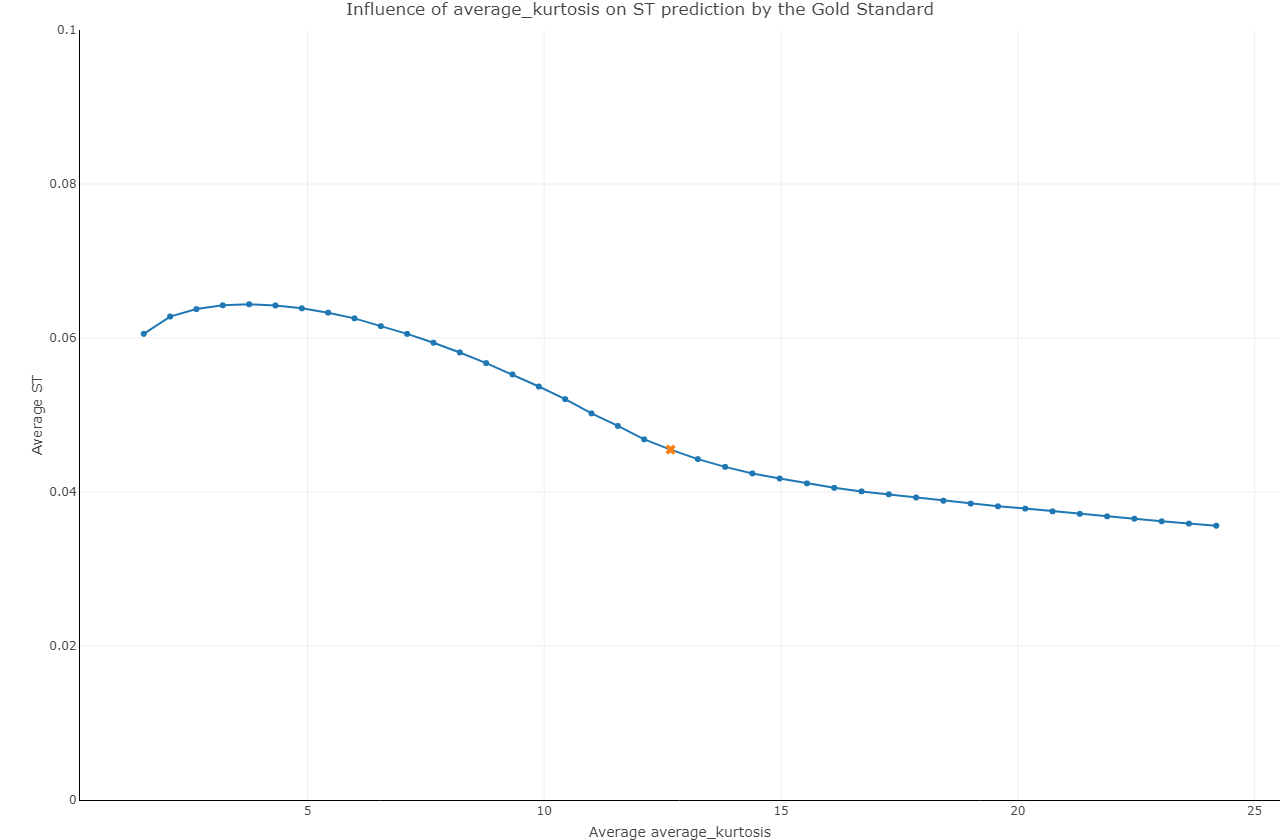 Influence of average_kurtosis on ST prediction by the Gold Standard
0.1
0.08
0.06
0.04
0.02
0
Average ST
5 10 15 20 25
Average average_kurtosis